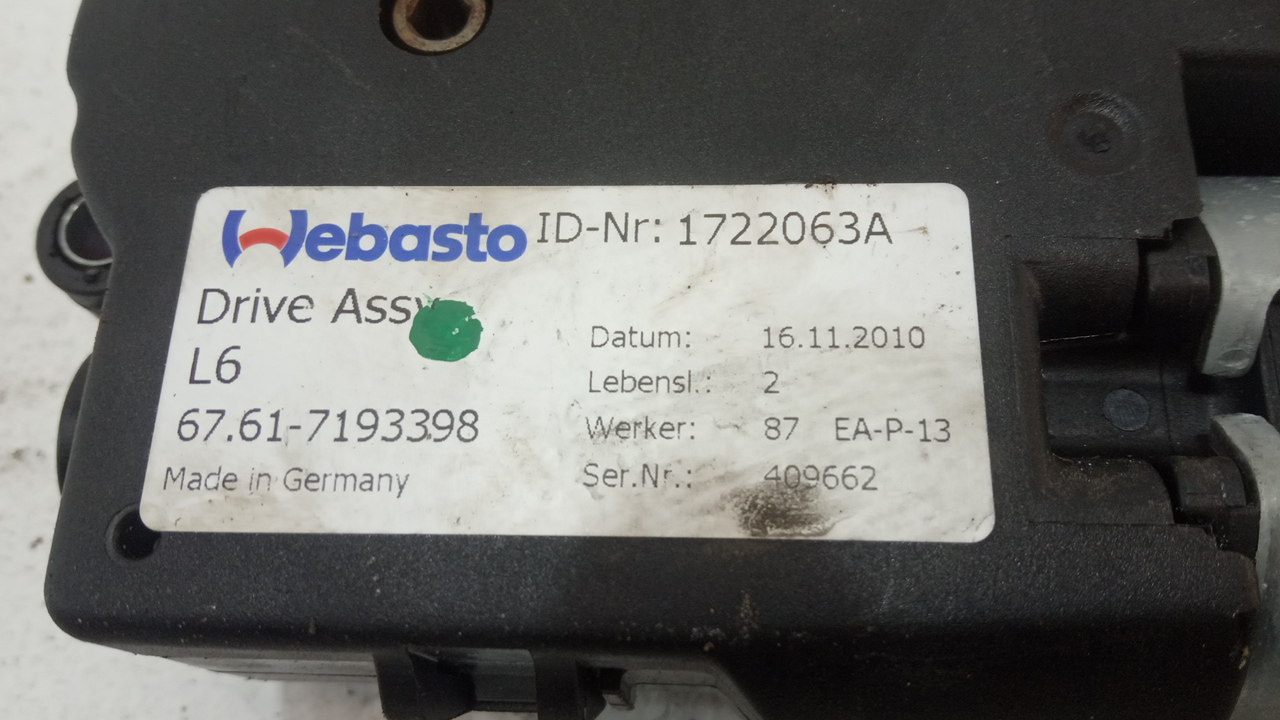 Webasto ID-Nr: 1722063A
Drive Assy
L6
67.61-7193398
Made in Germany
Datum: 16.11.2010
Lebensl.: 2
Werker: 87 EA-P-13
Ser.Nr.: 409662